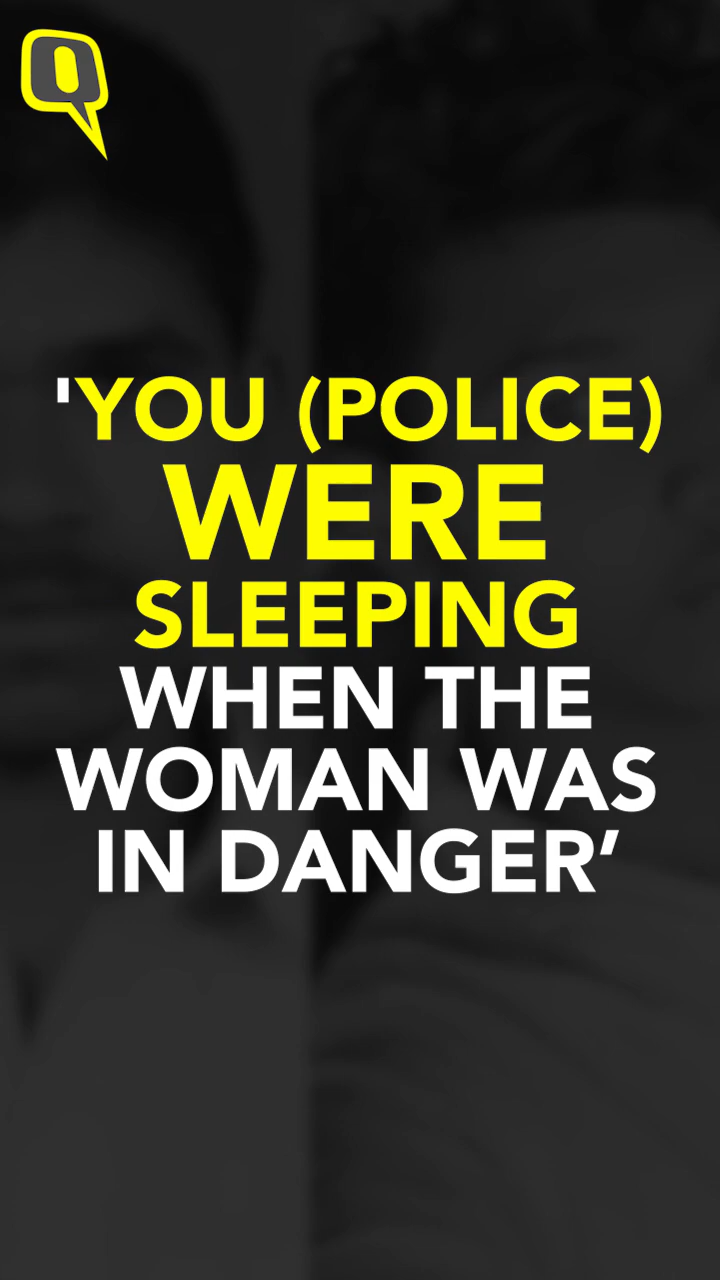 'YOU (POLICE)
WERE
SLEEPING
WHEN THE
WOMAN WAS
IN DANGER’